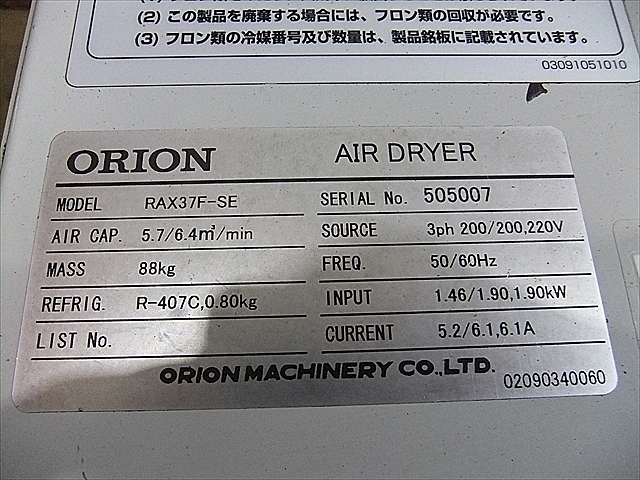 (2) この製品を廃棄する場合には、フロン類の回収が必要です。
(3) フロン類の冷媒番号及び数量は、製品銘板に記載されています。
03091051010
ORION AIR DRYER
MODEL RAX37F-SE SERIAL No. 505007
AIR CAP. 5.7/6.4㎥/min SOURCE 3ph 200/200,220V
MASS 88kg FREQ. 50/60Hz
REFRIG. R-407C,0.80kg INPUT 1.46/1.90,1.90kW
LIST No. CURRENT 5.2/6.1,6.1A
ORION MACHINERY CO.,LTD. 02090340060